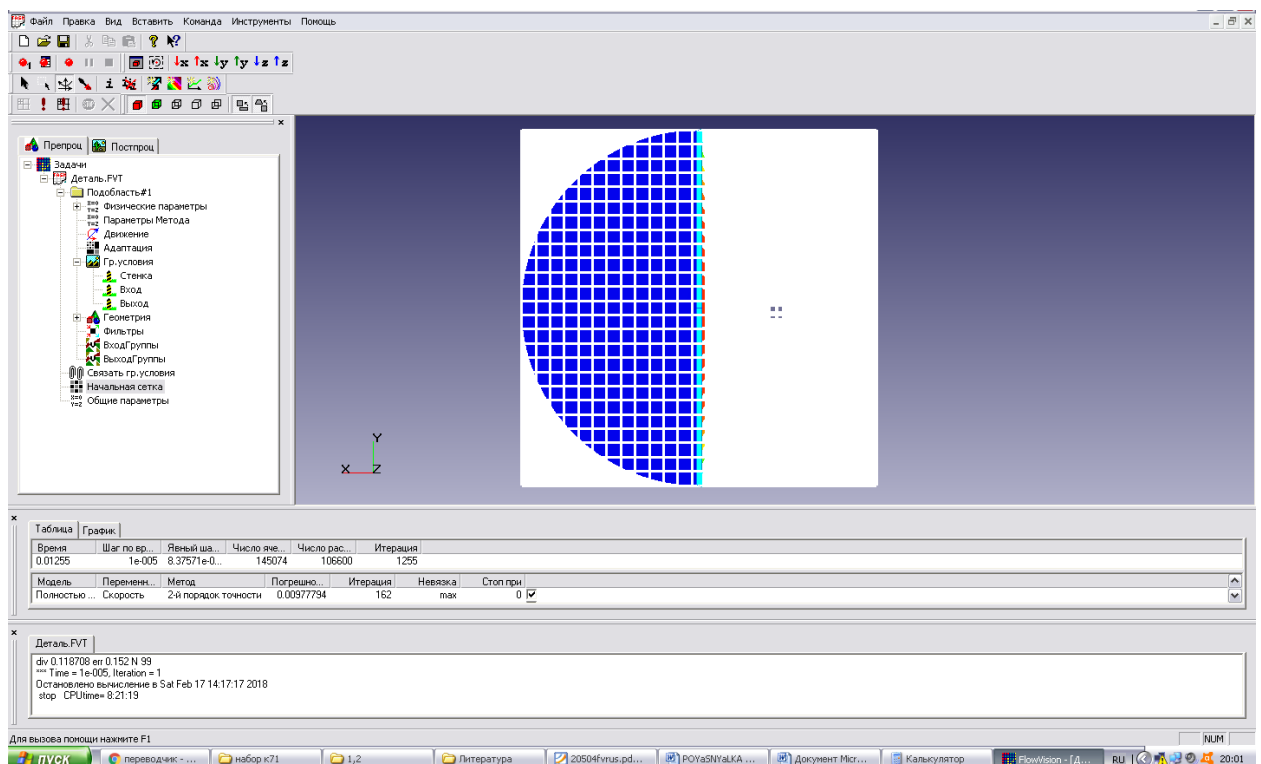 Файл Правка Вид Вставить Команда Инструменты Помощь
Препроц Постпроц
Задачи
Деталь.FVT
Подобласть#1
Физические параметры
Параметры Метода
Движение
Адаптация
Гр.условия
Стенка
Вход
Выход
Геометрия
Фильтры
ВходГруппы
ВыходГруппы
Связать гр.условия
Начальная сетка
Общие параметры
Y
X Z
Таблица График
Время Шаг по вр... Явный ша... Число яче... Число рас... Итерация
0.01255 1e-005 8.37571e-0... 145074 106600 1255
Модель Переменн... Метод Погрешно... Итерация Невязка Стоп при
Полностью ... Скорость 2-й порядок точности 0.00977794 162 max 0
Деталь.FVT
div 0.118708 err 0.152 N 99
*** Time = 1e-005, Iteration = 1
Остановлено вычисление в Sat Feb 17 14:17:17 2018
stop CPUtime= 8:21:19
Для вызова помощи нажмите F1 NUM
пуск переводчик - ... набор к71 1,2 Литература 20504fvrus.pd... POYaSNYaLKA ... Документ Micr... Калькулятор FlowVision - [Д... RU 20:01